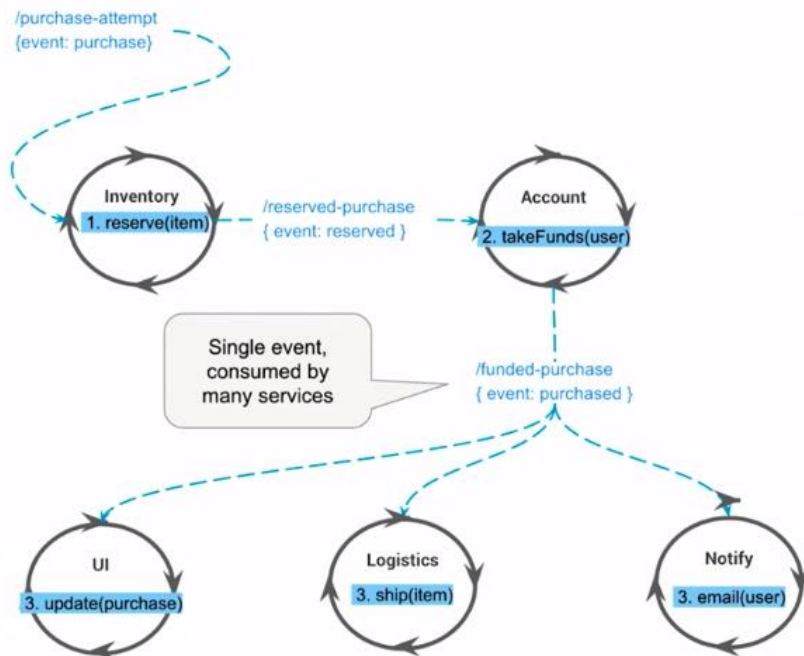 /purchase-attempt
{event: purchase}
Inventory
1. reserve(item)
/reserved-purchase
{ event: reserved }
Account
2. takeFunds(user)
Single event,
consumed by
many services
/funded-purchase
{ event: purchased }
UI
3. update(purchase)
Logistics
3. ship(item)
Notify
3. email(user)